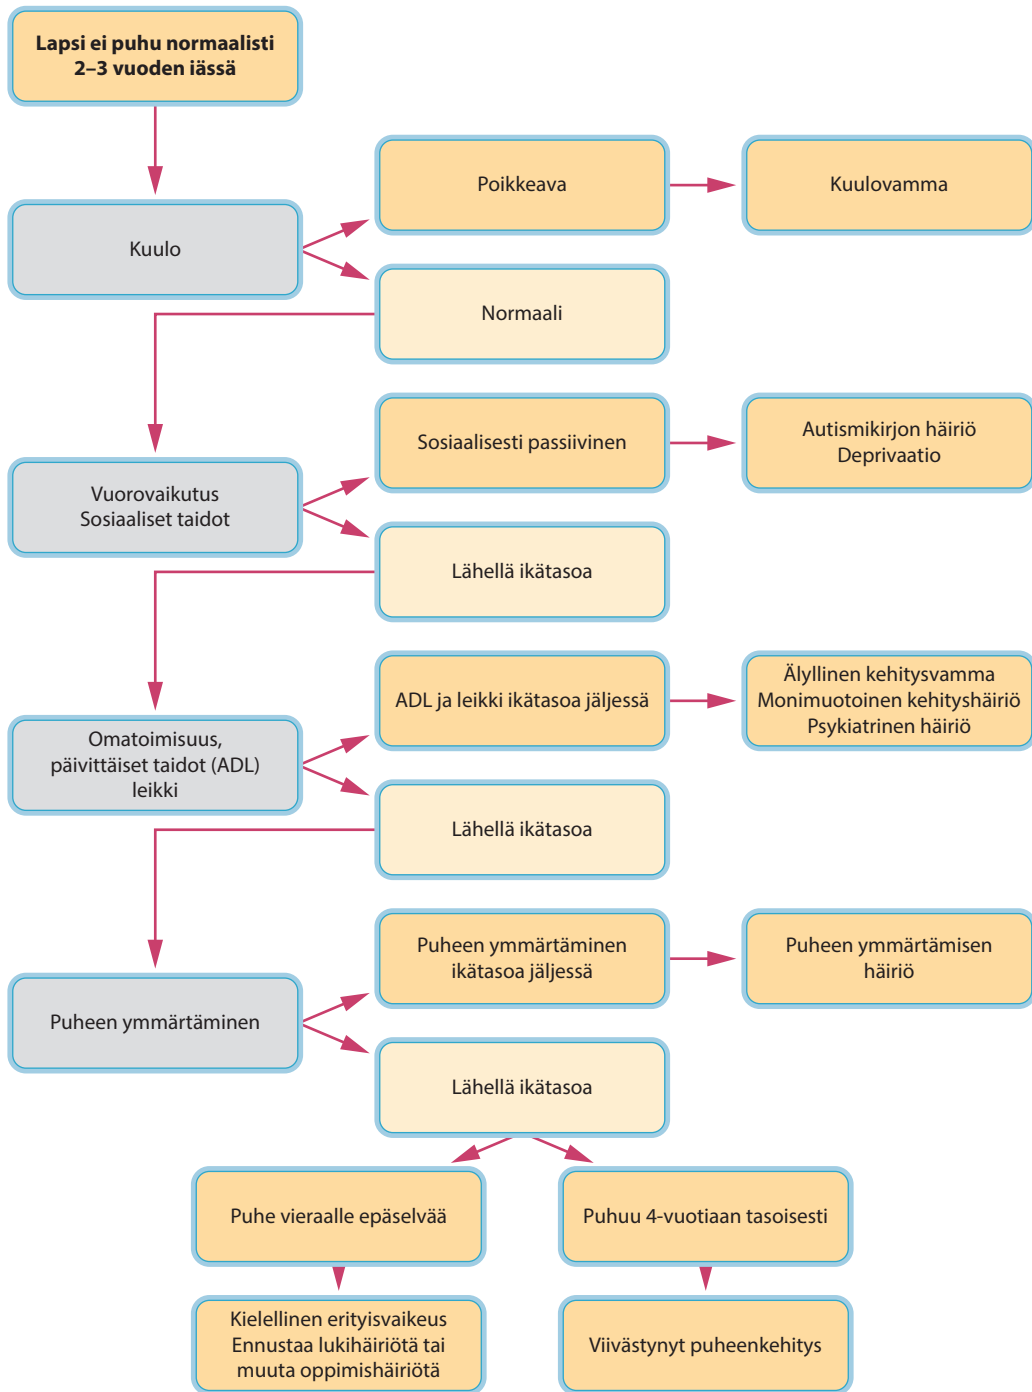 Lapsi ei puhu normaalisti
2–3 vuoden iässä
Poikkeava
Kuulovamma
Kuulo
Normaali
Sosiaalisesti passiivinen
Autismikirjon häiriö
Deprivaatio
Vuorovaikutus
Sosiaaliset taidot
Lähellä ikätasoa
ADL ja leikki ikätasoa jäljessä
Älyllinen kehitysvamma
Monimuotoinen kehityshäiriö
Psykiatrinen häiriö
Omatoimisuus,
päivittäiset taidot (ADL)
leikki
Lähellä ikätasoa
Puheen ymmärtäminen
ikätasoa jäljessä
Puheen ymmärtämisen
häiriö
Puheen ymmärtäminen
Lähellä ikätasoa
Puhe vieraalle epäselvää
Puhuu 4-vuotiaan tasoisesti
Kielellinen erityisvaikeus
Ennustaa lukihäiriötä tai
muuta oppimishäiriötä
Viivästynyt puheenkehitys